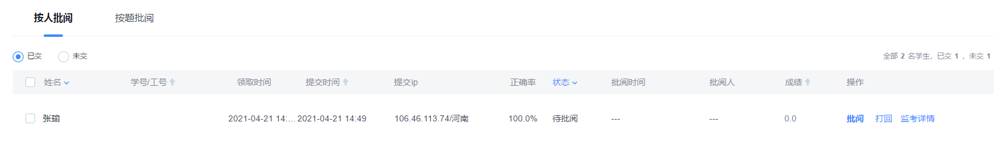 按人批阅 按题批阅
已交 未交 全部 2 名学生，已交 1 ，未交 1
姓名 学号/工号 领取时间 提交时间 提交ip 正确率 状态 批阅时间 批阅人 成绩 操作
张瑜 2021-04-21 14:... 2021-04-21 14:49 106.46.113.74/河南 100.0% 待批阅 --- --- 0.0 批阅 打回 监考详情